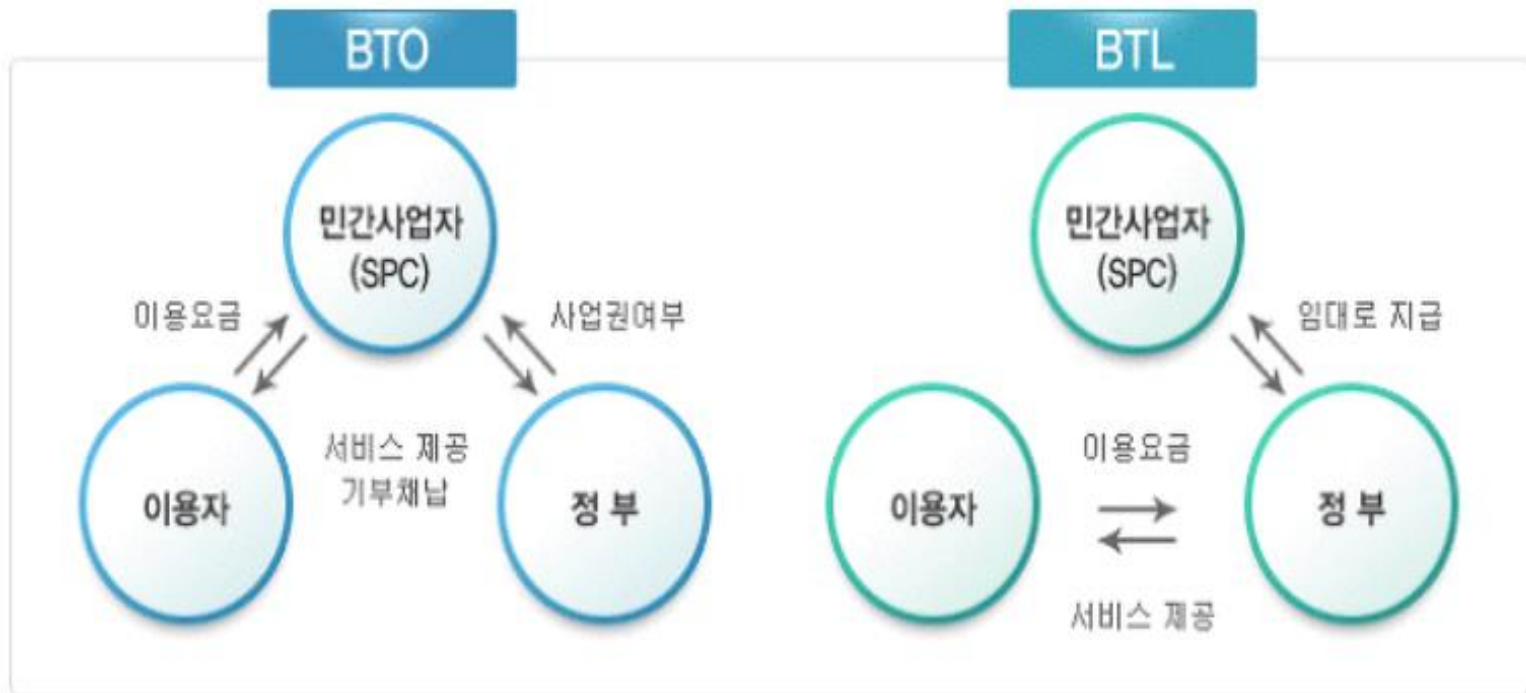 BTO
민간사업자
(SPC)
이용요금
사업권여부
이용자
서비스 제공
기부채납
정 부
BTL
민간사업자
(SPC)
임대로 지급
이용자
이용요금
서비스 제공
정 부